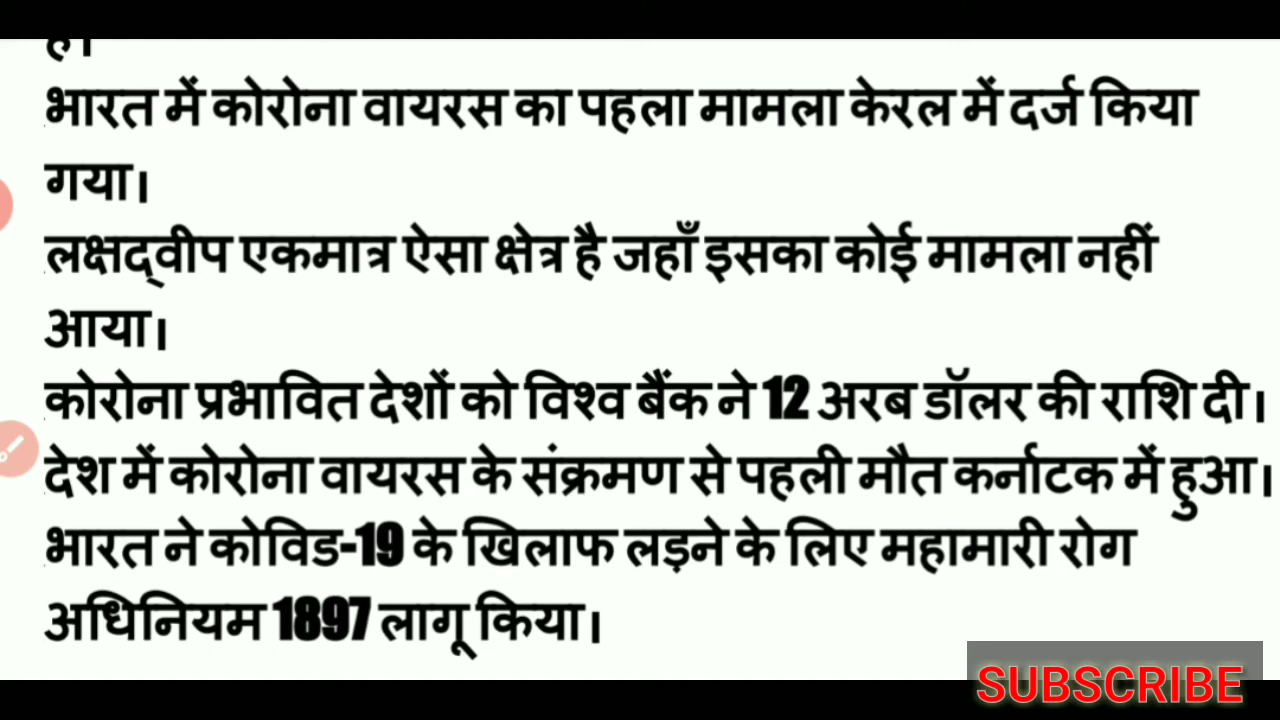 है।
भारत में कोरोना वायरस का पहला मामला केरल में दर्ज किया
गया।
लक्षद्वीप एकमात्र ऐसा क्षेत्र है जहाँ इसका कोई मामला नहीं
आया।
कोरोना प्रभावित देशों को विश्व बैंक ने 12 अरब डॉलर की राशि दी।
देश में कोरोना वायरस के संक्रमण से पहली मौत कर्नाटक में हुआ।
भारत ने कोविड-19 के खिलाफ लड़ने के लिए महामारी रोग
अधिनियम 1897 लागू किया।
SUBSCRIBE